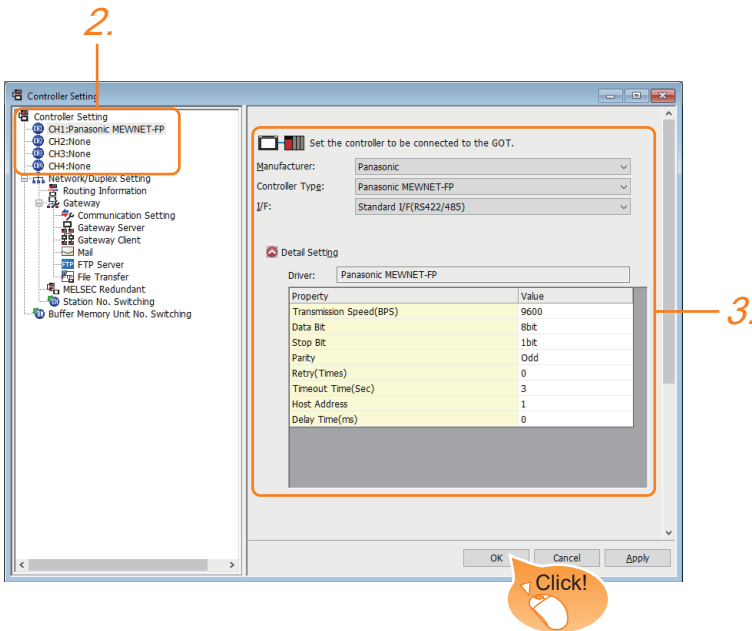 2.
Controller Setting
Controller Setting
CH1:Panasonic MEWNET-FP
CH2:None
CH3:None
CH4:None
Network/Duplex Setting
Routing Information
Gateway
Communication Setting
Gateway Server
Gateway Client
Mail
FTP Server
File Transfer
MELSEC Redundant
Station No. Switching
Buffer Memory Unit No. Switching
Set the controller to be connected to the GOT.
Manufacturer: Panasonic
Controller Type: Panasonic MEWNET-FP
I/F: Standard I/F(RS422/485)
Detail Setting
Driver: Panasonic MEWNET-FP
Property Value
Transmission Speed(BPS) 9600
Data Bit 8bit
Stop Bit 1bit
Parity Odd
Retry(Times) 0
Timeout Time(Sec) 3
Host Address 1
Delay Time(ms) 0
3.
OK Cancel Apply
Click!